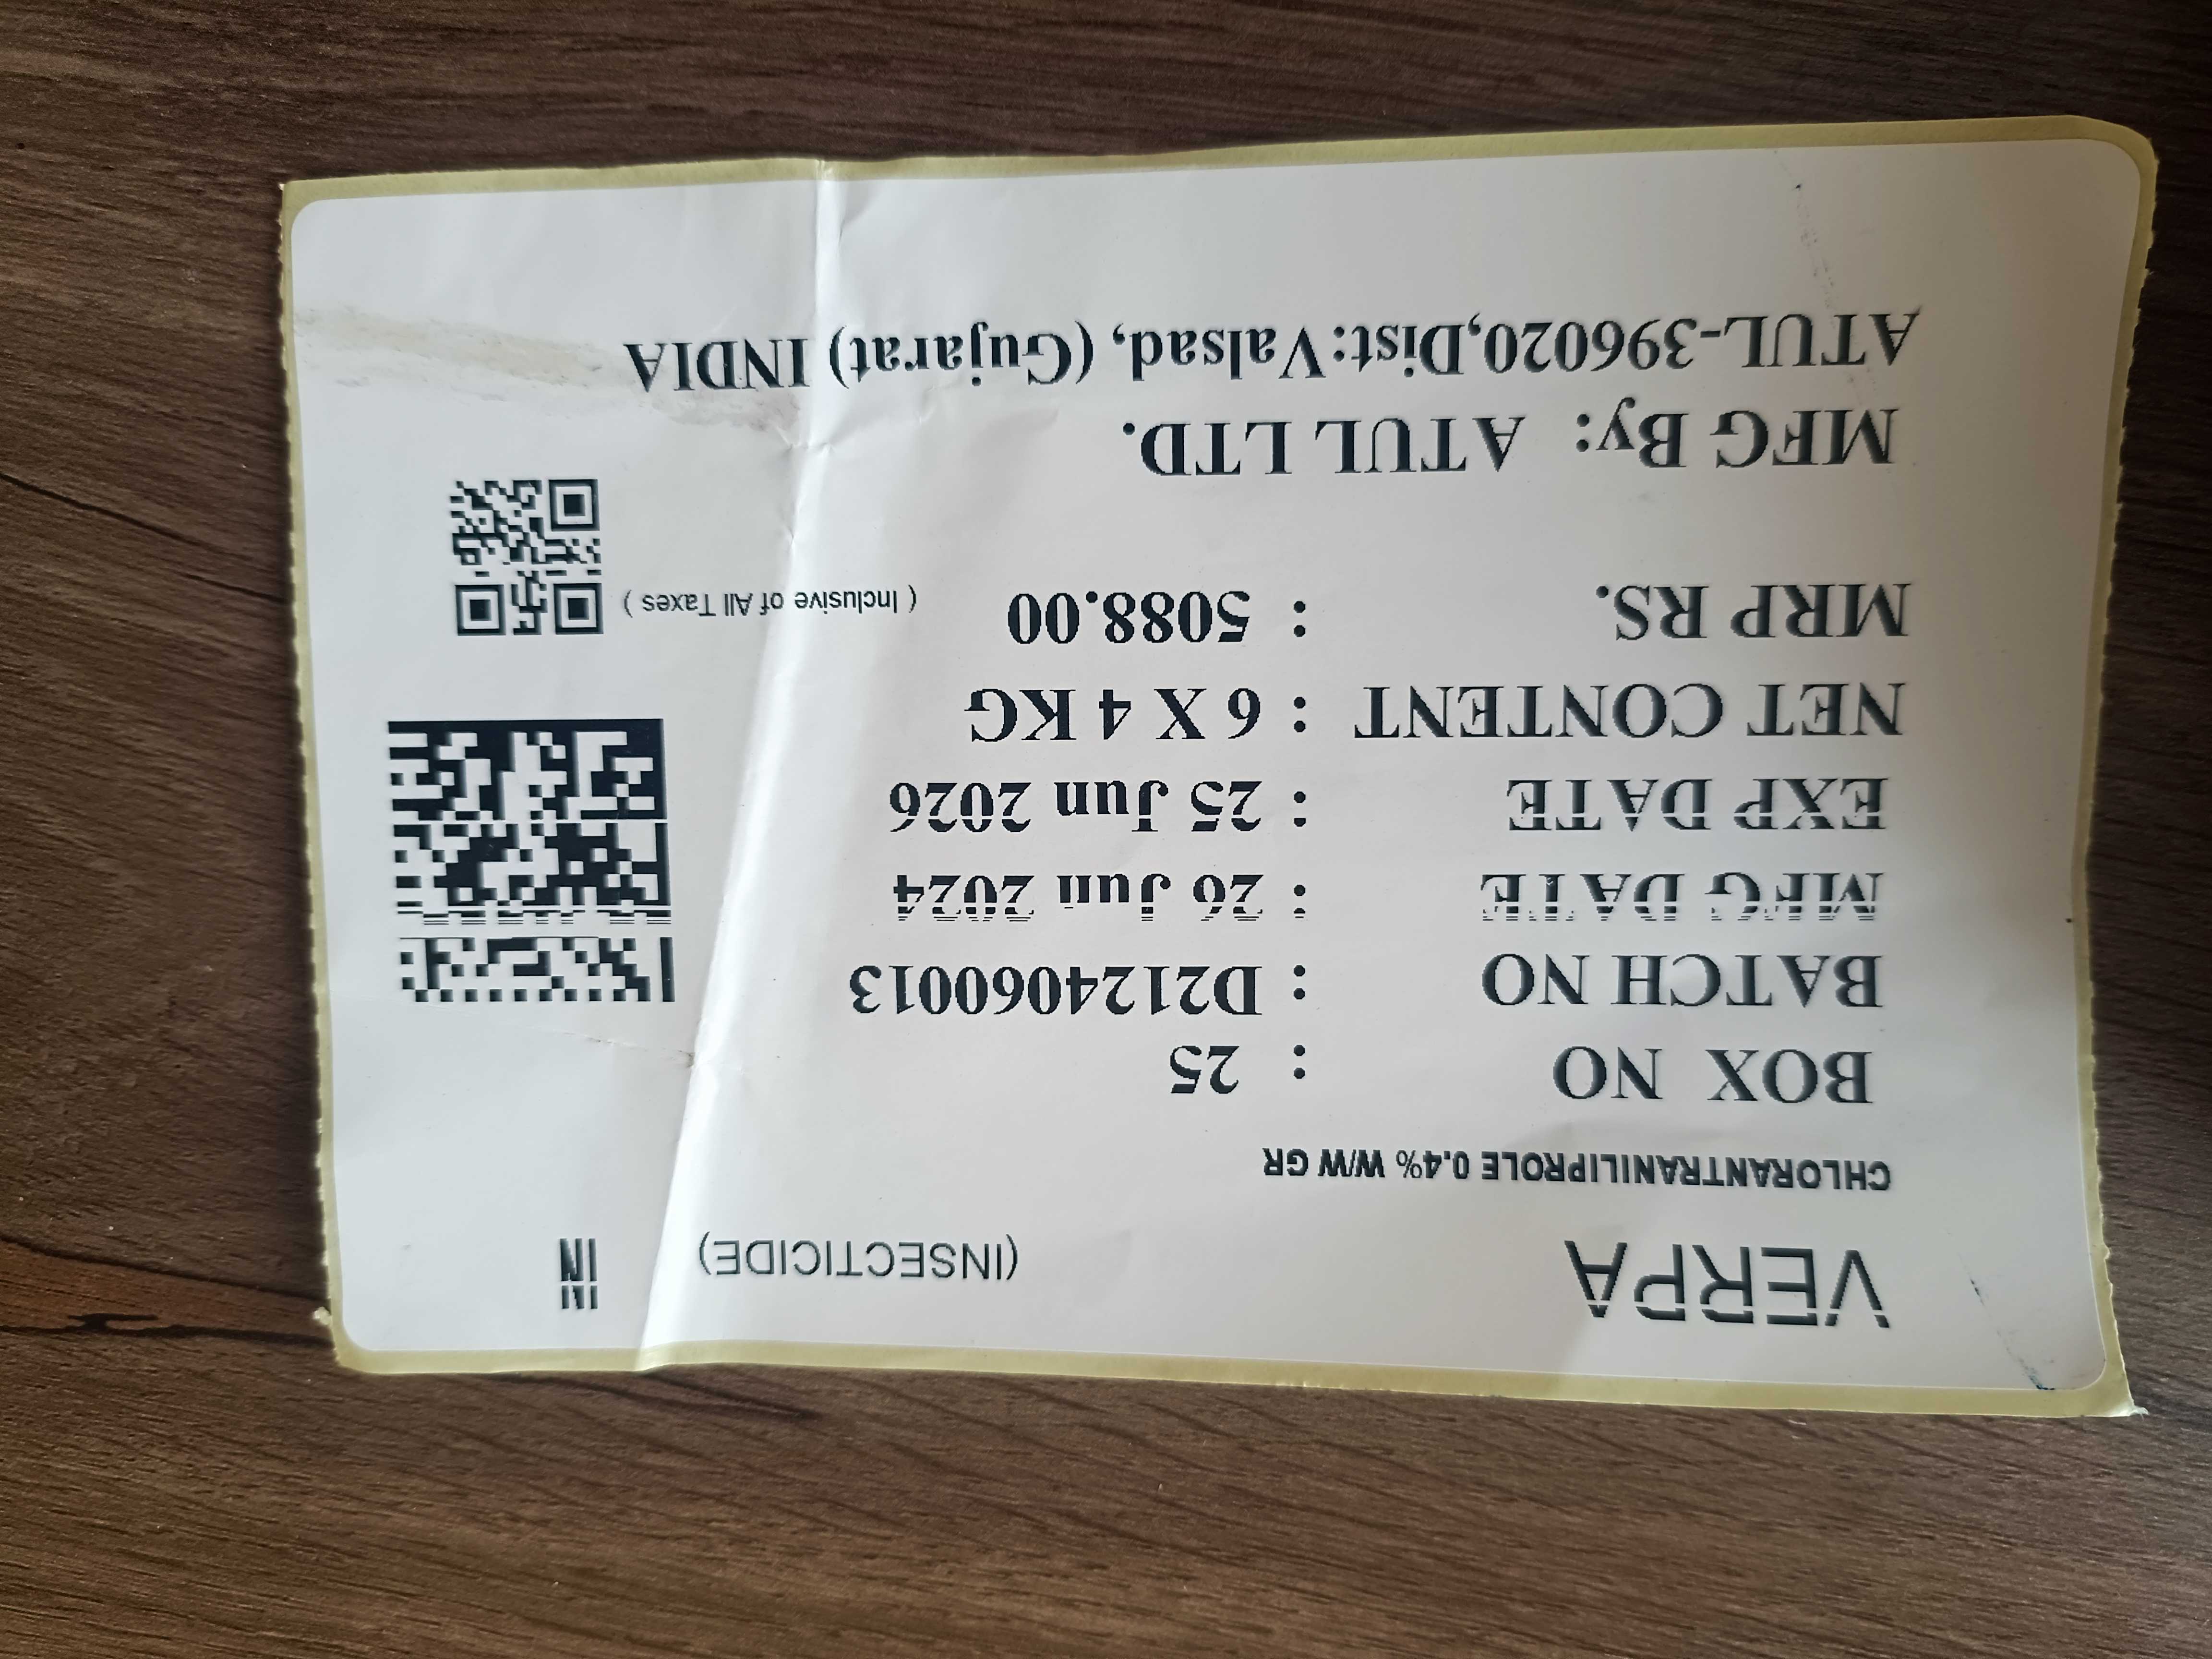 VERPA (INSECTICIDE) IN
CHLORANTRANILIPROLE 0.4% W/W GR
BOX NO : 25
BATCH NO : D2124060013
MFG DATE : 26 Jun 2024
EXP DATE : 25 Jun 2026
NET CONTENT : 6 X 4 KG
MRP RS. : 5088.00 ( Inclusive of All Taxes )
MFG By: ATUL LTD.
ATUL-396020,Dist:Valsad, (Gujarat) INDIA